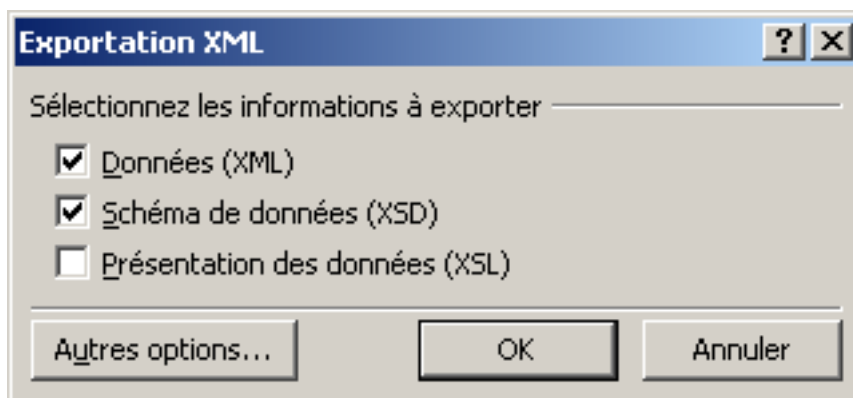 Exportation XML
Sélectionnez les informations à exporter
Données (XML)
Schéma de données (XSD)
Présentation des données (XSL)
Autres options... OK Annuler